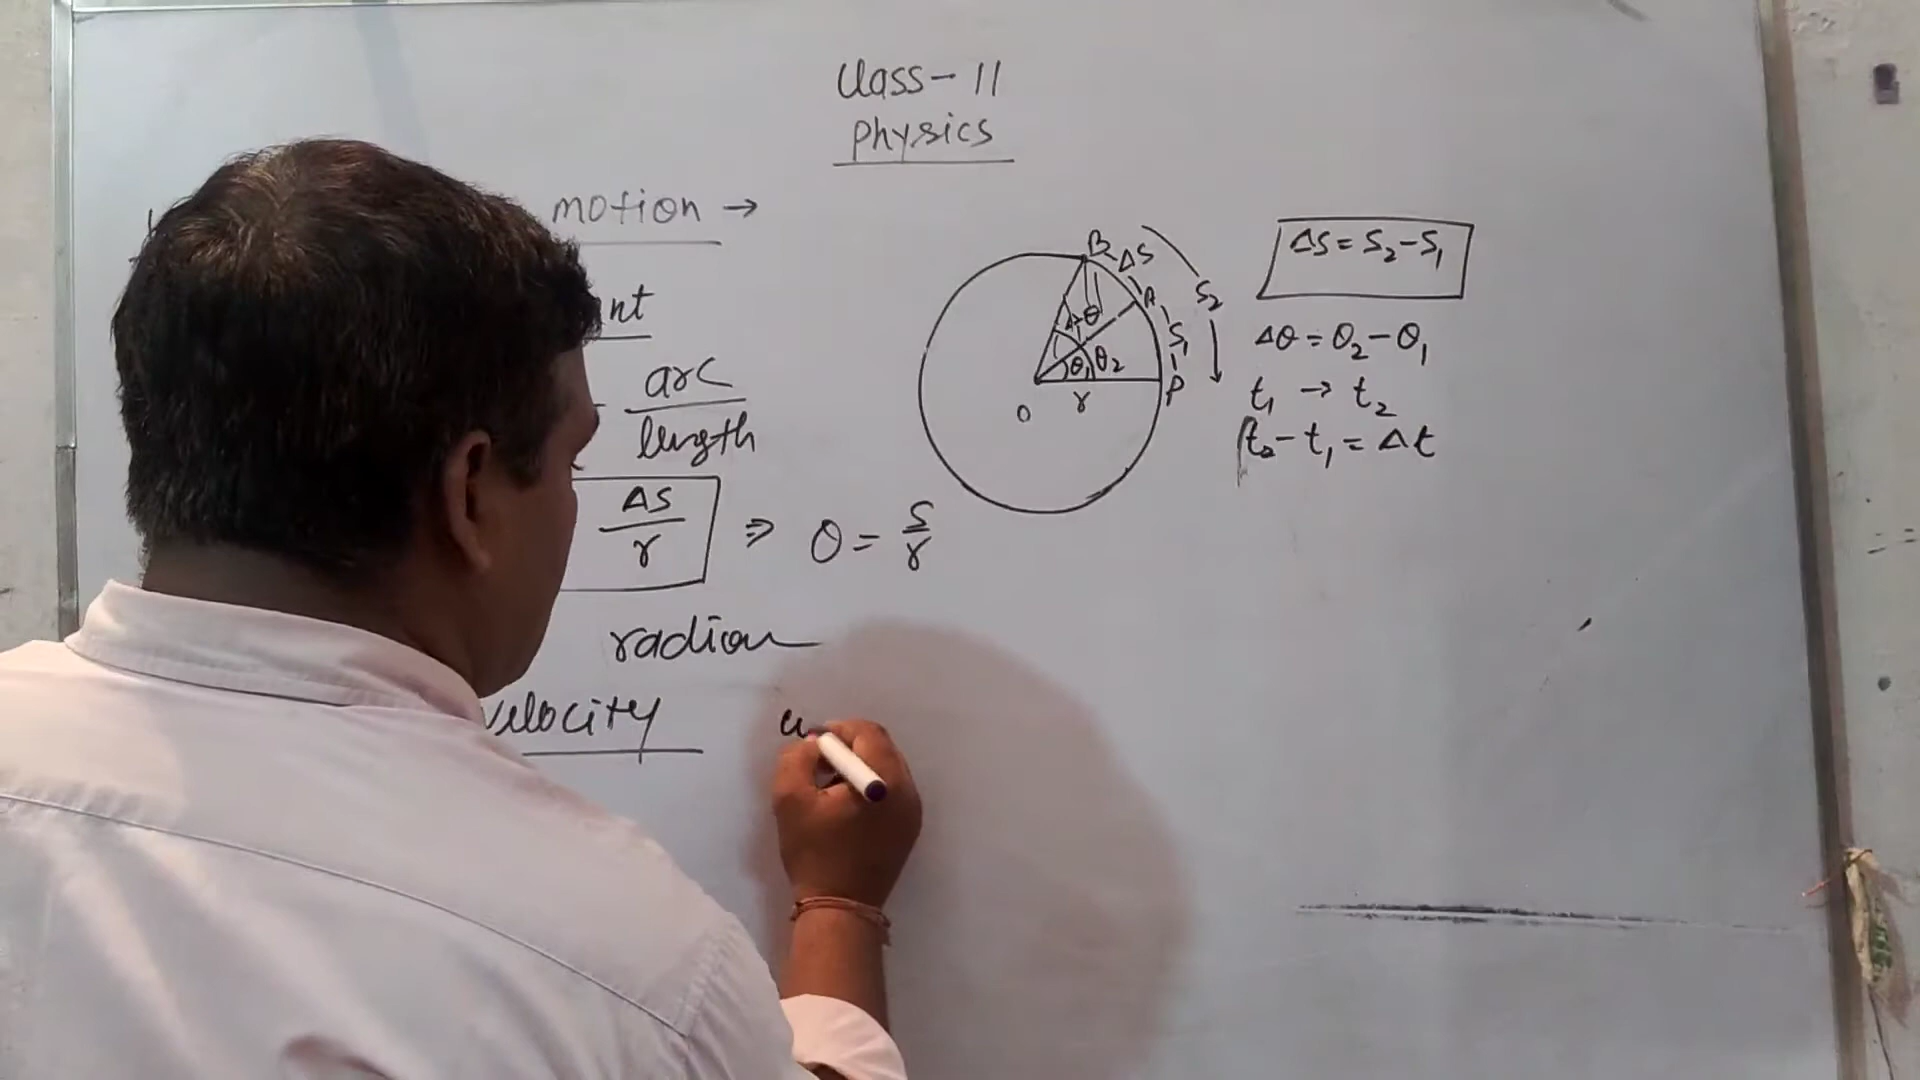 Class - 11
Physics
motion →
nt
arc
length
ΔS
r
⇒ θ = S
r
radian
velocity
B
ΔS
A
S₂
S₁
Δθ
θ₁
θ₂
P
O
r
ΔS = S₂ - S₁
Δθ = θ₂ - θ₁
t₁ → t₂
t₂ - t₁ = Δt